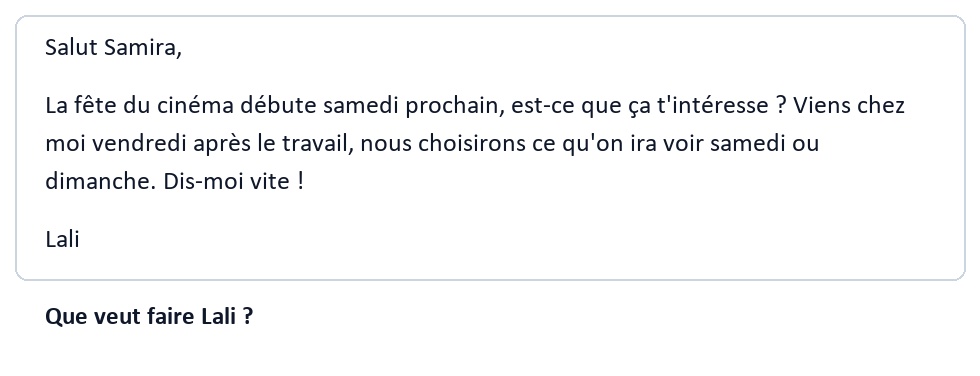 Salut Samira,
La fête du cinéma débute samedi prochain, est-ce que ça t'intéresse ? Viens chez
moi vendredi après le travail, nous choisirons ce qu'on ira voir samedi ou
dimanche. Dis-moi vite !
Lali
Que veut faire Lali ?